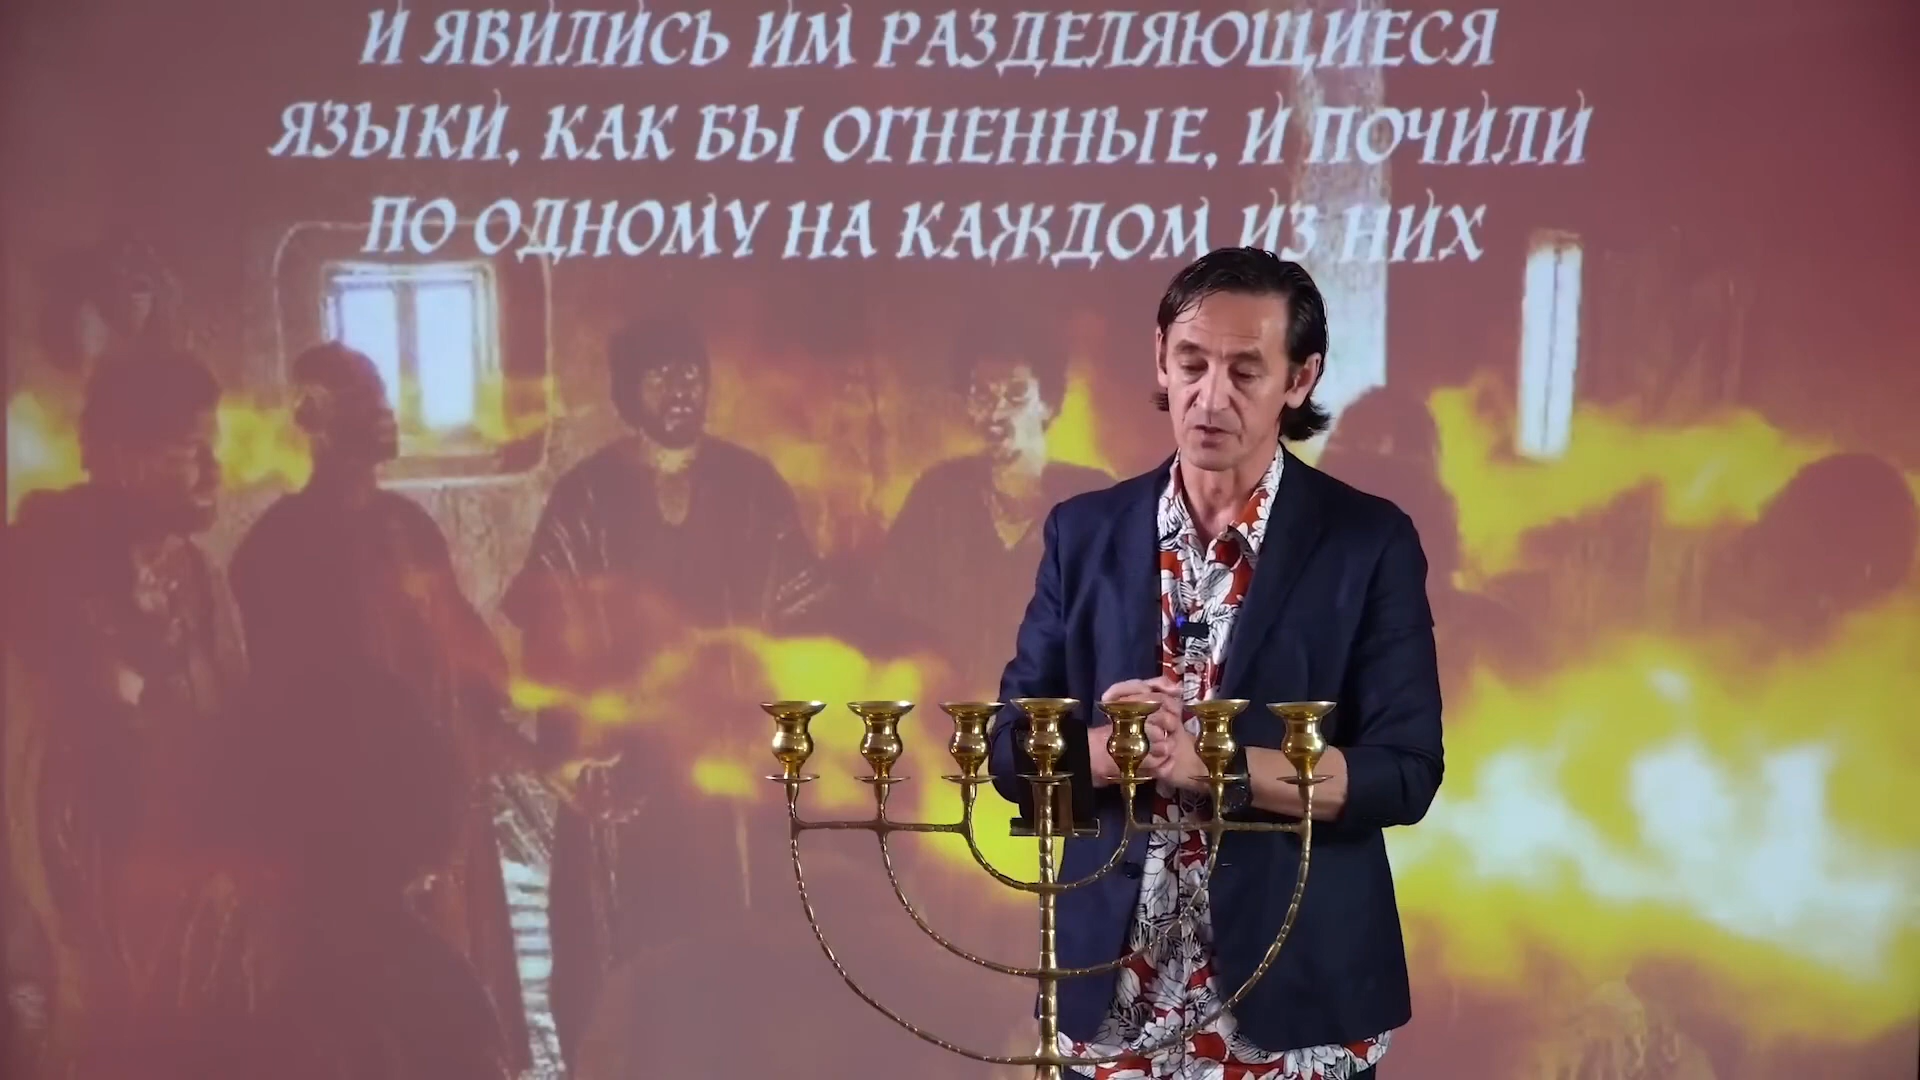 И ЯВИЛИСЬ ИМ РАЗДЕЛЯЮЩИЕСЯ
ЯЗЫКИ, КАК БЫ ОГНЕННЫЕ, И ПОЧИЛИ
ПО ОДНОМУ НА КАЖДОМ ИЗ НИХ